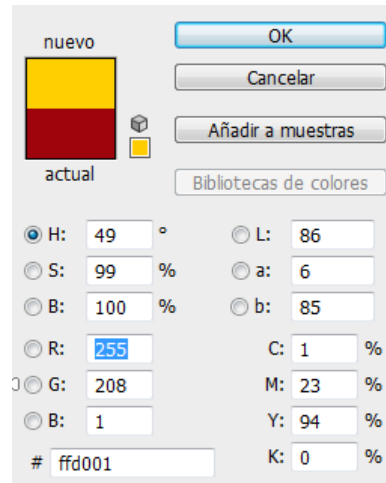 nuevo
OK
Cancelar
Añadir a muestras
actual
Bibliotecas de colores
H: 49 °
L: 86
S: 99 %
a: 6
B: 100 %
b: 85
R: 255
C: 1 %
G: 208
M: 23 %
B: 1
Y: 94 %
# ffd001
K: 0 %